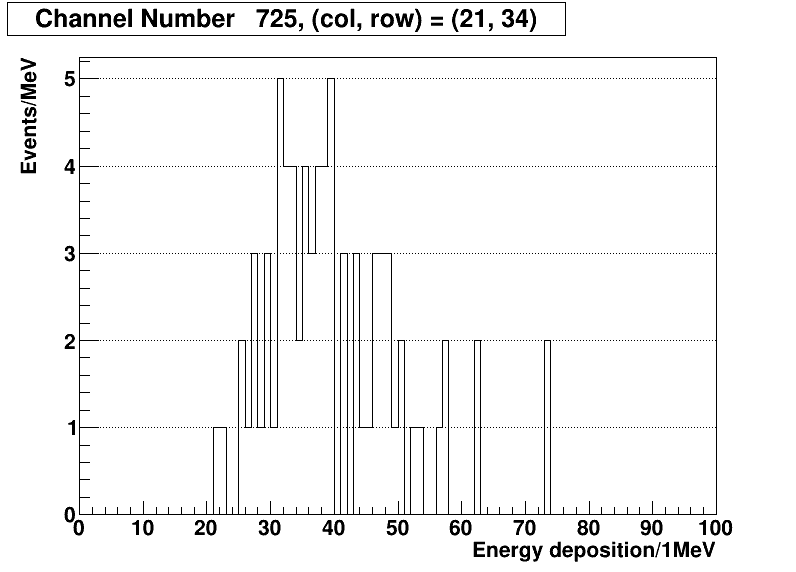 Channel Number 725, (col, row) = (21, 34)
Events/MeV
5
4
3
2
1
0
0 10 20 30 40 50 60 70 80 90 100
Energy deposition/1MeV